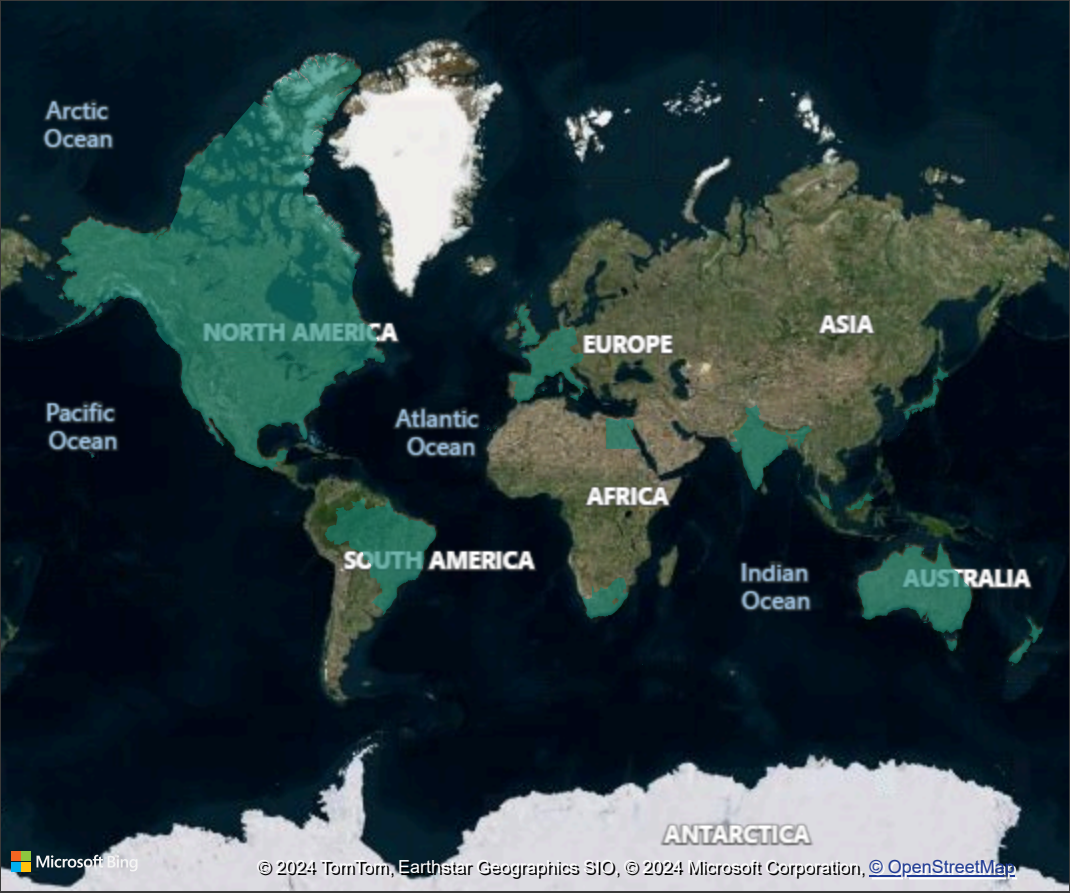 Arctic
Ocean
NORTH AMERICA
EUROPE
ASIA
Pacific
Ocean
Atlantic
Ocean
AFRICA
SOUTH AMERICA
Indian
Ocean
AUSTRALIA
ANTARCTICA
Microsoft Bing
© 2024 TomTom, Earthstar Geographics SIO, © 2024 Microsoft Corporation, © OpenStreetMap